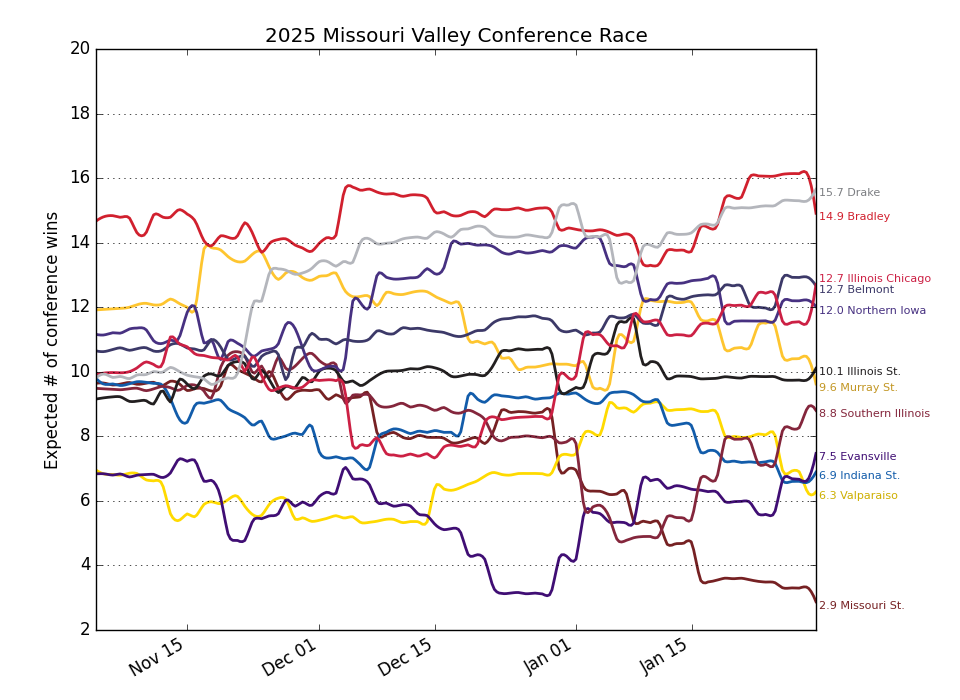 2025 Missouri Valley Conference Race
Expected # of conference wins
20
18
16
14
12
10
8
6
4
2
Nov 15
Dec 01
Dec 15
Jan 01
Jan 15
15.7 Drake
14.9 Bradley
12.7 Illinois Chicago
12.7 Belmont
12.0 Northern Iowa
10.1 Illinois St.
9.6 Murray St.
8.8 Southern Illinois
7.5 Evansville
6.9 Indiana St.
6.3 Valparaiso
2.9 Missouri St.